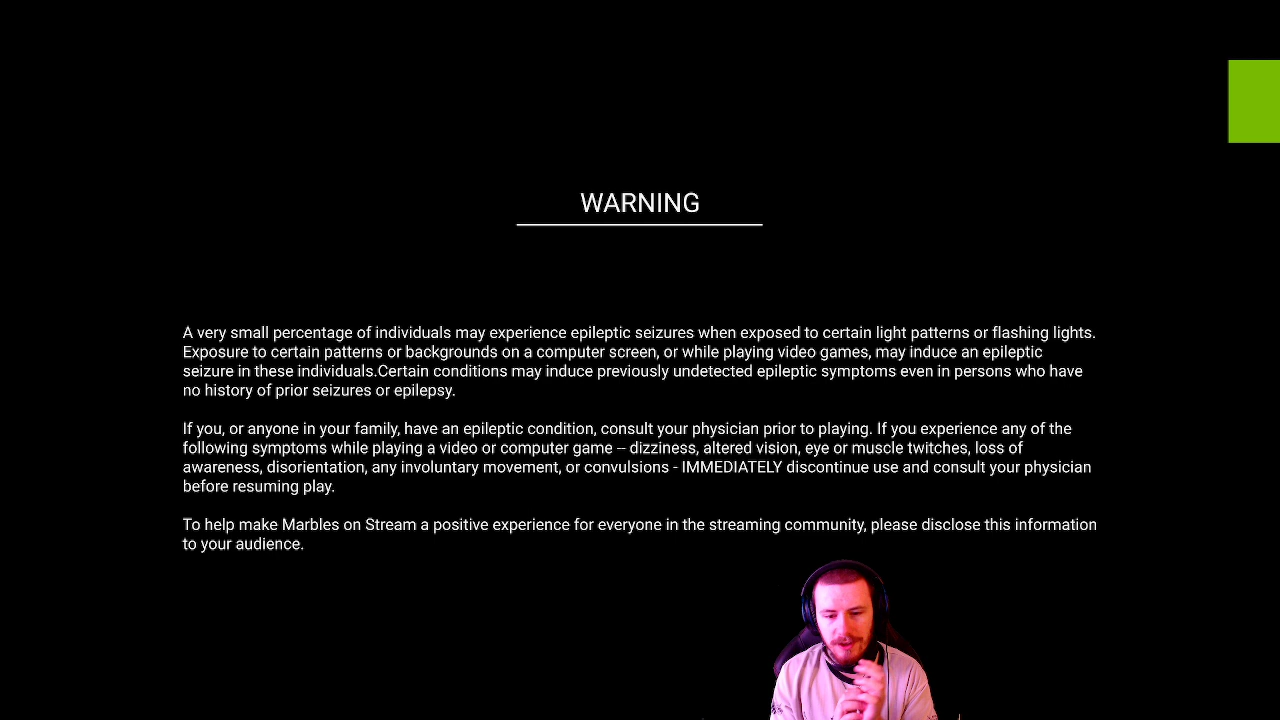 WARNING
A very small percentage of individuals may experience epileptic seizures when exposed to certain light patterns or flashing lights.
Exposure to certain patterns or backgrounds on a computer screen, or while playing video games, may induce an epileptic
seizure in these individuals.Certain conditions may induce previously undetected epileptic symptoms even in persons who have
no history of prior seizures or epilepsy.
If you, or anyone in your family, have an epileptic condition, consult your physician prior to playing. If you experience any of the
following symptoms while playing a video or computer game -- dizziness, altered vision, eye or muscle twitches, loss of
awareness, disorientation, any involuntary movement, or convulsions - IMMEDIATELY discontinue use and consult your physician
before resuming play.
To help make Marbles on Stream a positive experience for everyone in the streaming community, please disclose this information
to your audience.